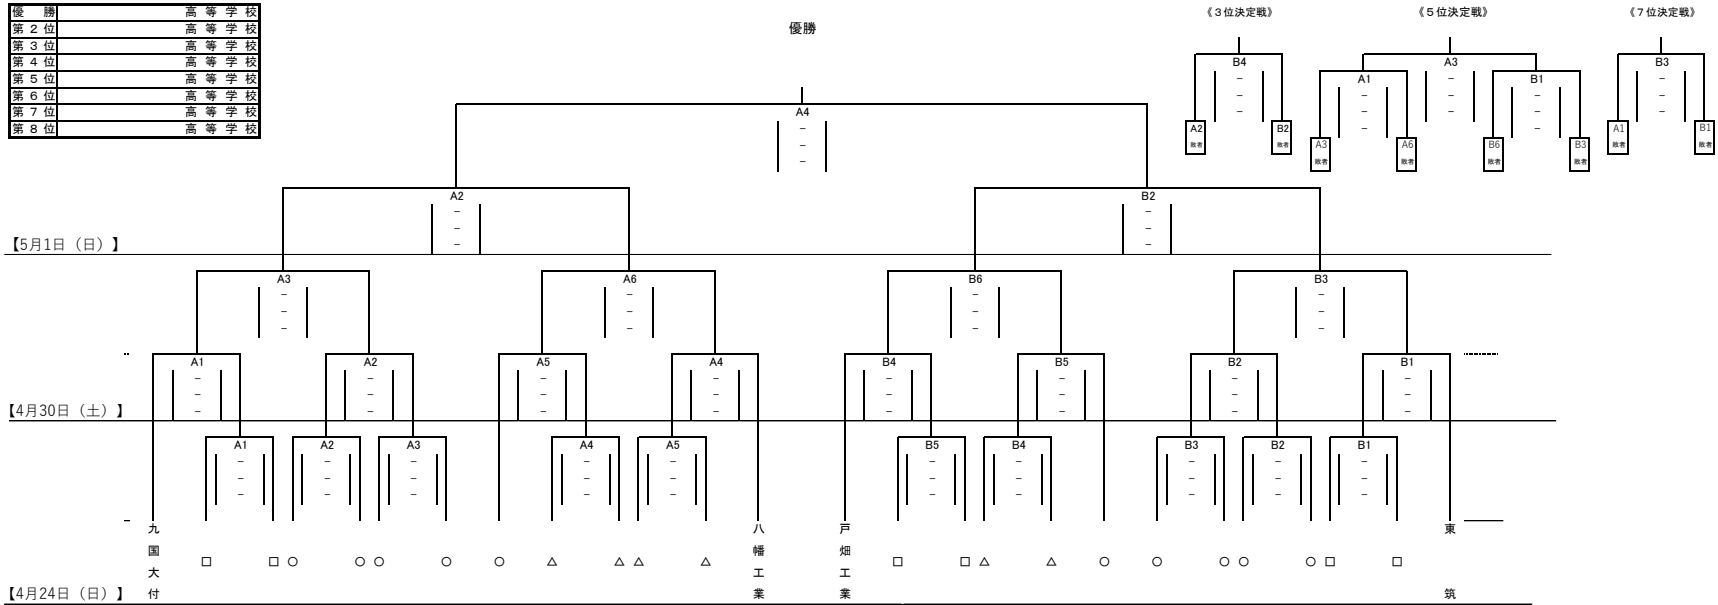 優勝 高等学校
第2位 高等学校
第3位 高等学校
第4位 高等学校
第5位 高等学校
第6位 高等学校
第7位 高等学校
第8位 高等学校
優勝
《3位決定戦》 《5位決定戦》 《7位決定戦》
B4 A3 B3
A1 B1
A4
A2 敗者 B2 敗者 A3 敗者 A6 敗者 B6 敗者 B3 敗者 A1 敗者 B1 敗者
A2 B2
【5月1日（日）】
A3 A6 B6 B3
A1 A2 A5 A4 B4 B5 B2 B1
【4月30日（土）】
A1 A2 A3 A4 A5 B5 B4 B3 B2 B1
九国大付 八幡工業 戸畑工業 東筑
□ □ ○ ○ ○ ○ ○ △ △ △ △ □ □ △ △ ○ ○ ○ ○ ○ □ □
【4月24日（日）】